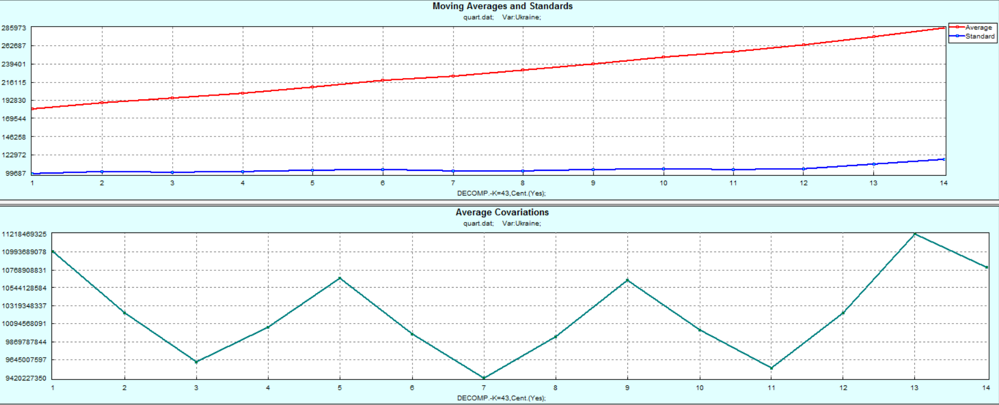 Moving Averages and Standards
quart.dat; Var:Ukraine;
285973
262687
239401
216115
192830
169544
146258
122972
99687
Average
Standard
1 2 3 4 5 6 7 8 9 10 11 12 13 14
DECOMP.-K=43,Cent.(Yes);
Average Covariations
quart.dat; Var:Ukraine;
11218469325
10993689078
10768908831
10544128584
10319348337
10094568091
9869787844
9645007597
9420227350
1 2 3 4 5 6 7 8 9 10 11 12 13 14
DECOMP.-K=43,Cent.(Yes);